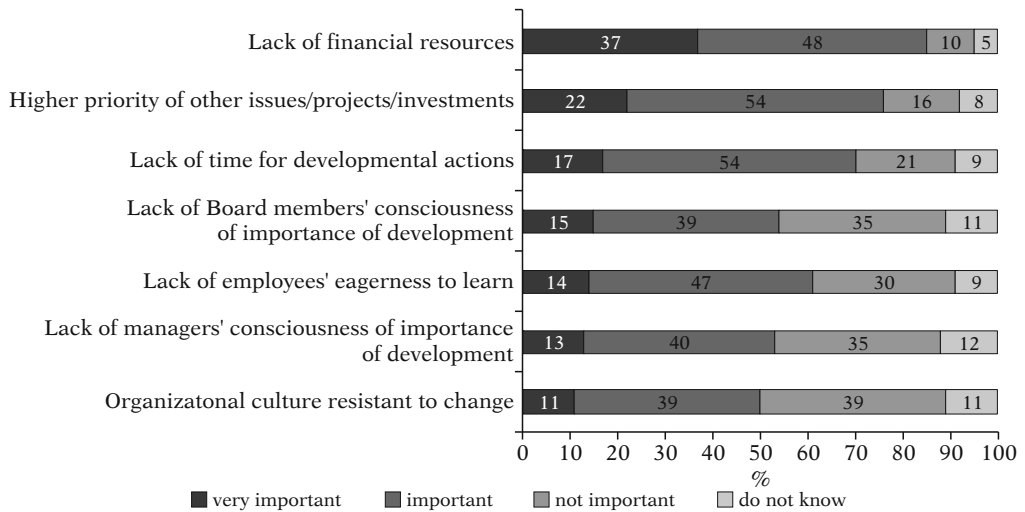 Lack of financial resources 37 48 10 5
Higher priority of other issues/projects/investments 22 54 16 8
Lack of time for developmental actions 17 54 21 9
Lack of Board members' consciousness
of importance of development 15 39 35 11
Lack of employees' eagerness to learn 14 47 30 9
Lack of managers' consciousness of importance
of development 13 40 35 12
Organizatonal culture resistant to change 11 39 39 11
0 10 20 30 40 50 60 70 80 90 100
%
very important important not important do not know